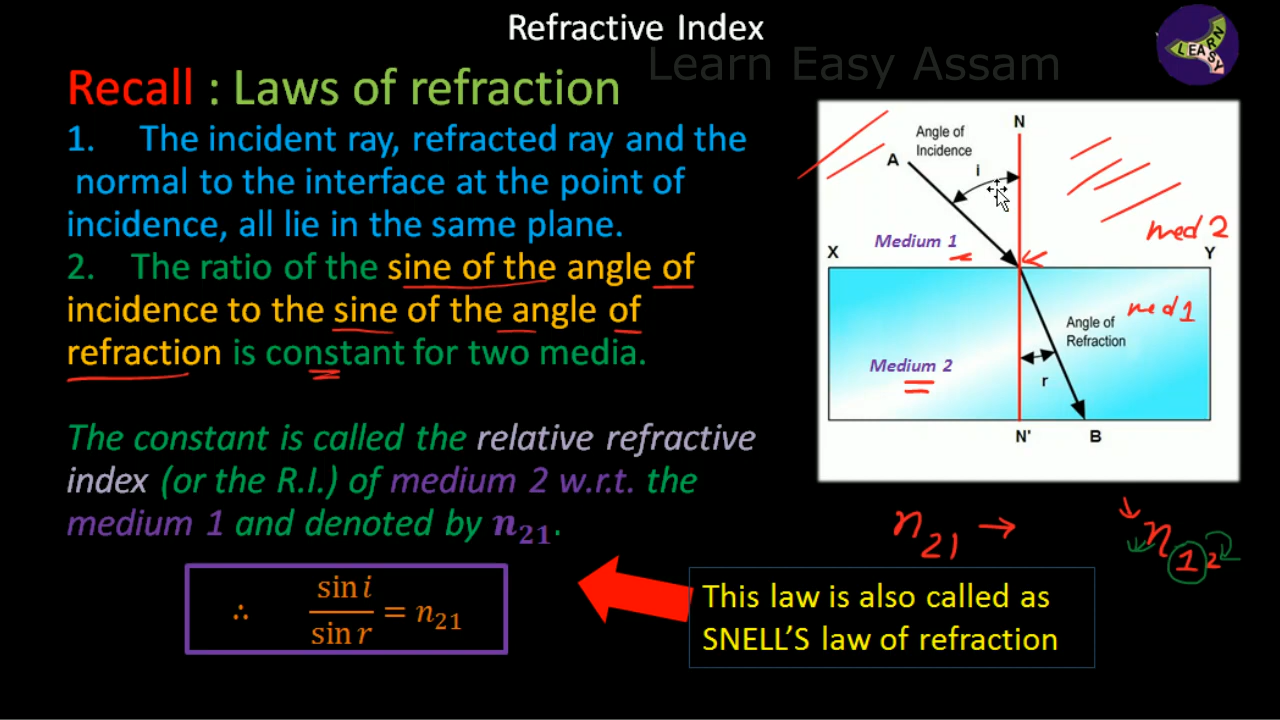 Refractive Index
Learn Easy Assam
LEARN
EASY
Recall : Laws of refraction
1. The incident ray, refracted ray and the
normal to the interface at the point of
incidence, all lie in the same plane.
2. The ratio of the sine of the angle of
incidence to the sine of the angle of
refraction is constant for two media.
The constant is called the relative refractive
index (or the R.I.) of medium 2 w.r.t. the
medium 1 and denoted by n₂₁.
∴ sin i / sin r = n₂₁
This law is also called as
SNELL'S law of refraction
N
Angle of
Incidence
A
i
med 2
Medium 1
X
Y
med 1
Angle of
Refraction
Medium 2
r
N'
B
n₂₁ →
n₁₂